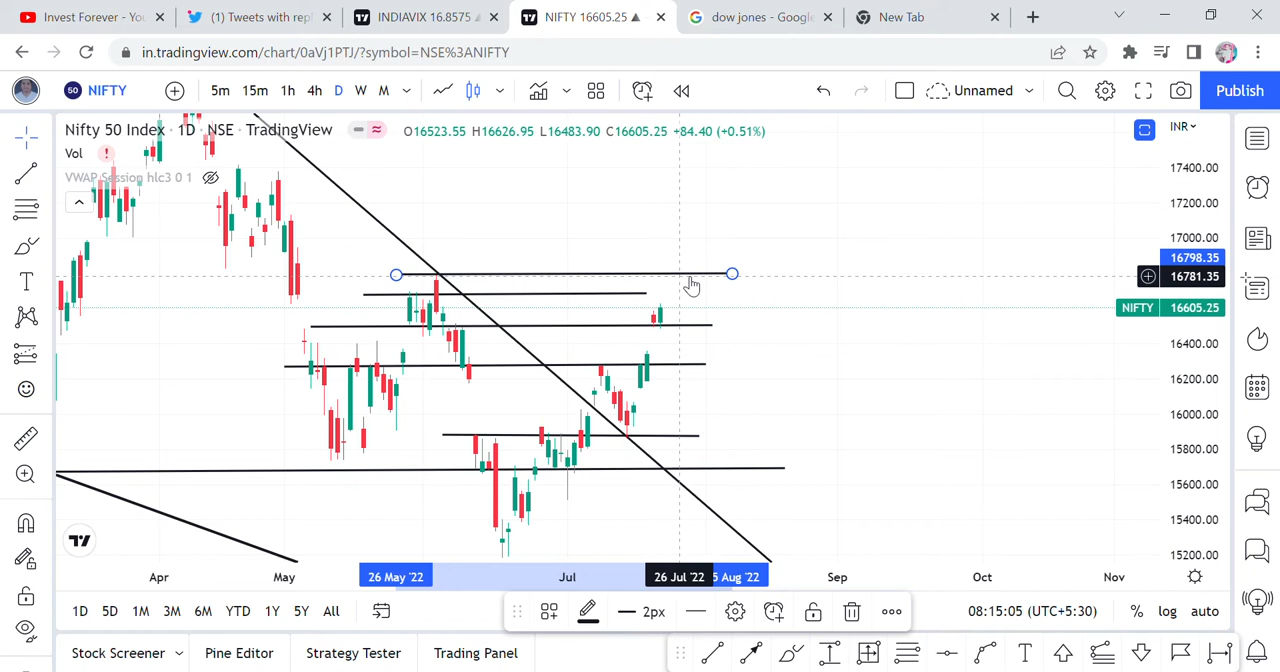 Invest Forever - Yo
(1) Tweets with rep
INDIAVIX 16.8575
NIFTY 16605.25 ▲
dow jones - Google
New Tab
in.tradingview.com/chart/0aVj1PTJ/?symbol=NSE%3ANIFTY
50 NIFTY 5m 15m 1h 4h D W M Unnamed Publish
Nifty 50 Index · 1D · NSE · TradingView O16523.55 H16626.95 L16483.90 C16605.25 +84.40 (+0.51%) INR
Vol
VWAP Session hlc3 0 1
17400.00
17200.00
17000.00
16798.35
16781.35
NIFTY 16605.25
16400.00
16200.00
16000.00
15800.00
15600.00
15400.00
15200.00
Apr May 26 May '22 Jul 26 Jul '22 5 Aug '22 Sep Oct Nov
1D 5D 1M 3M 6M YTD 1Y 5Y All 2px 08:15:05 (UTC+5:30) % log auto
Stock Screener Pine Editor Strategy Tester Trading Panel